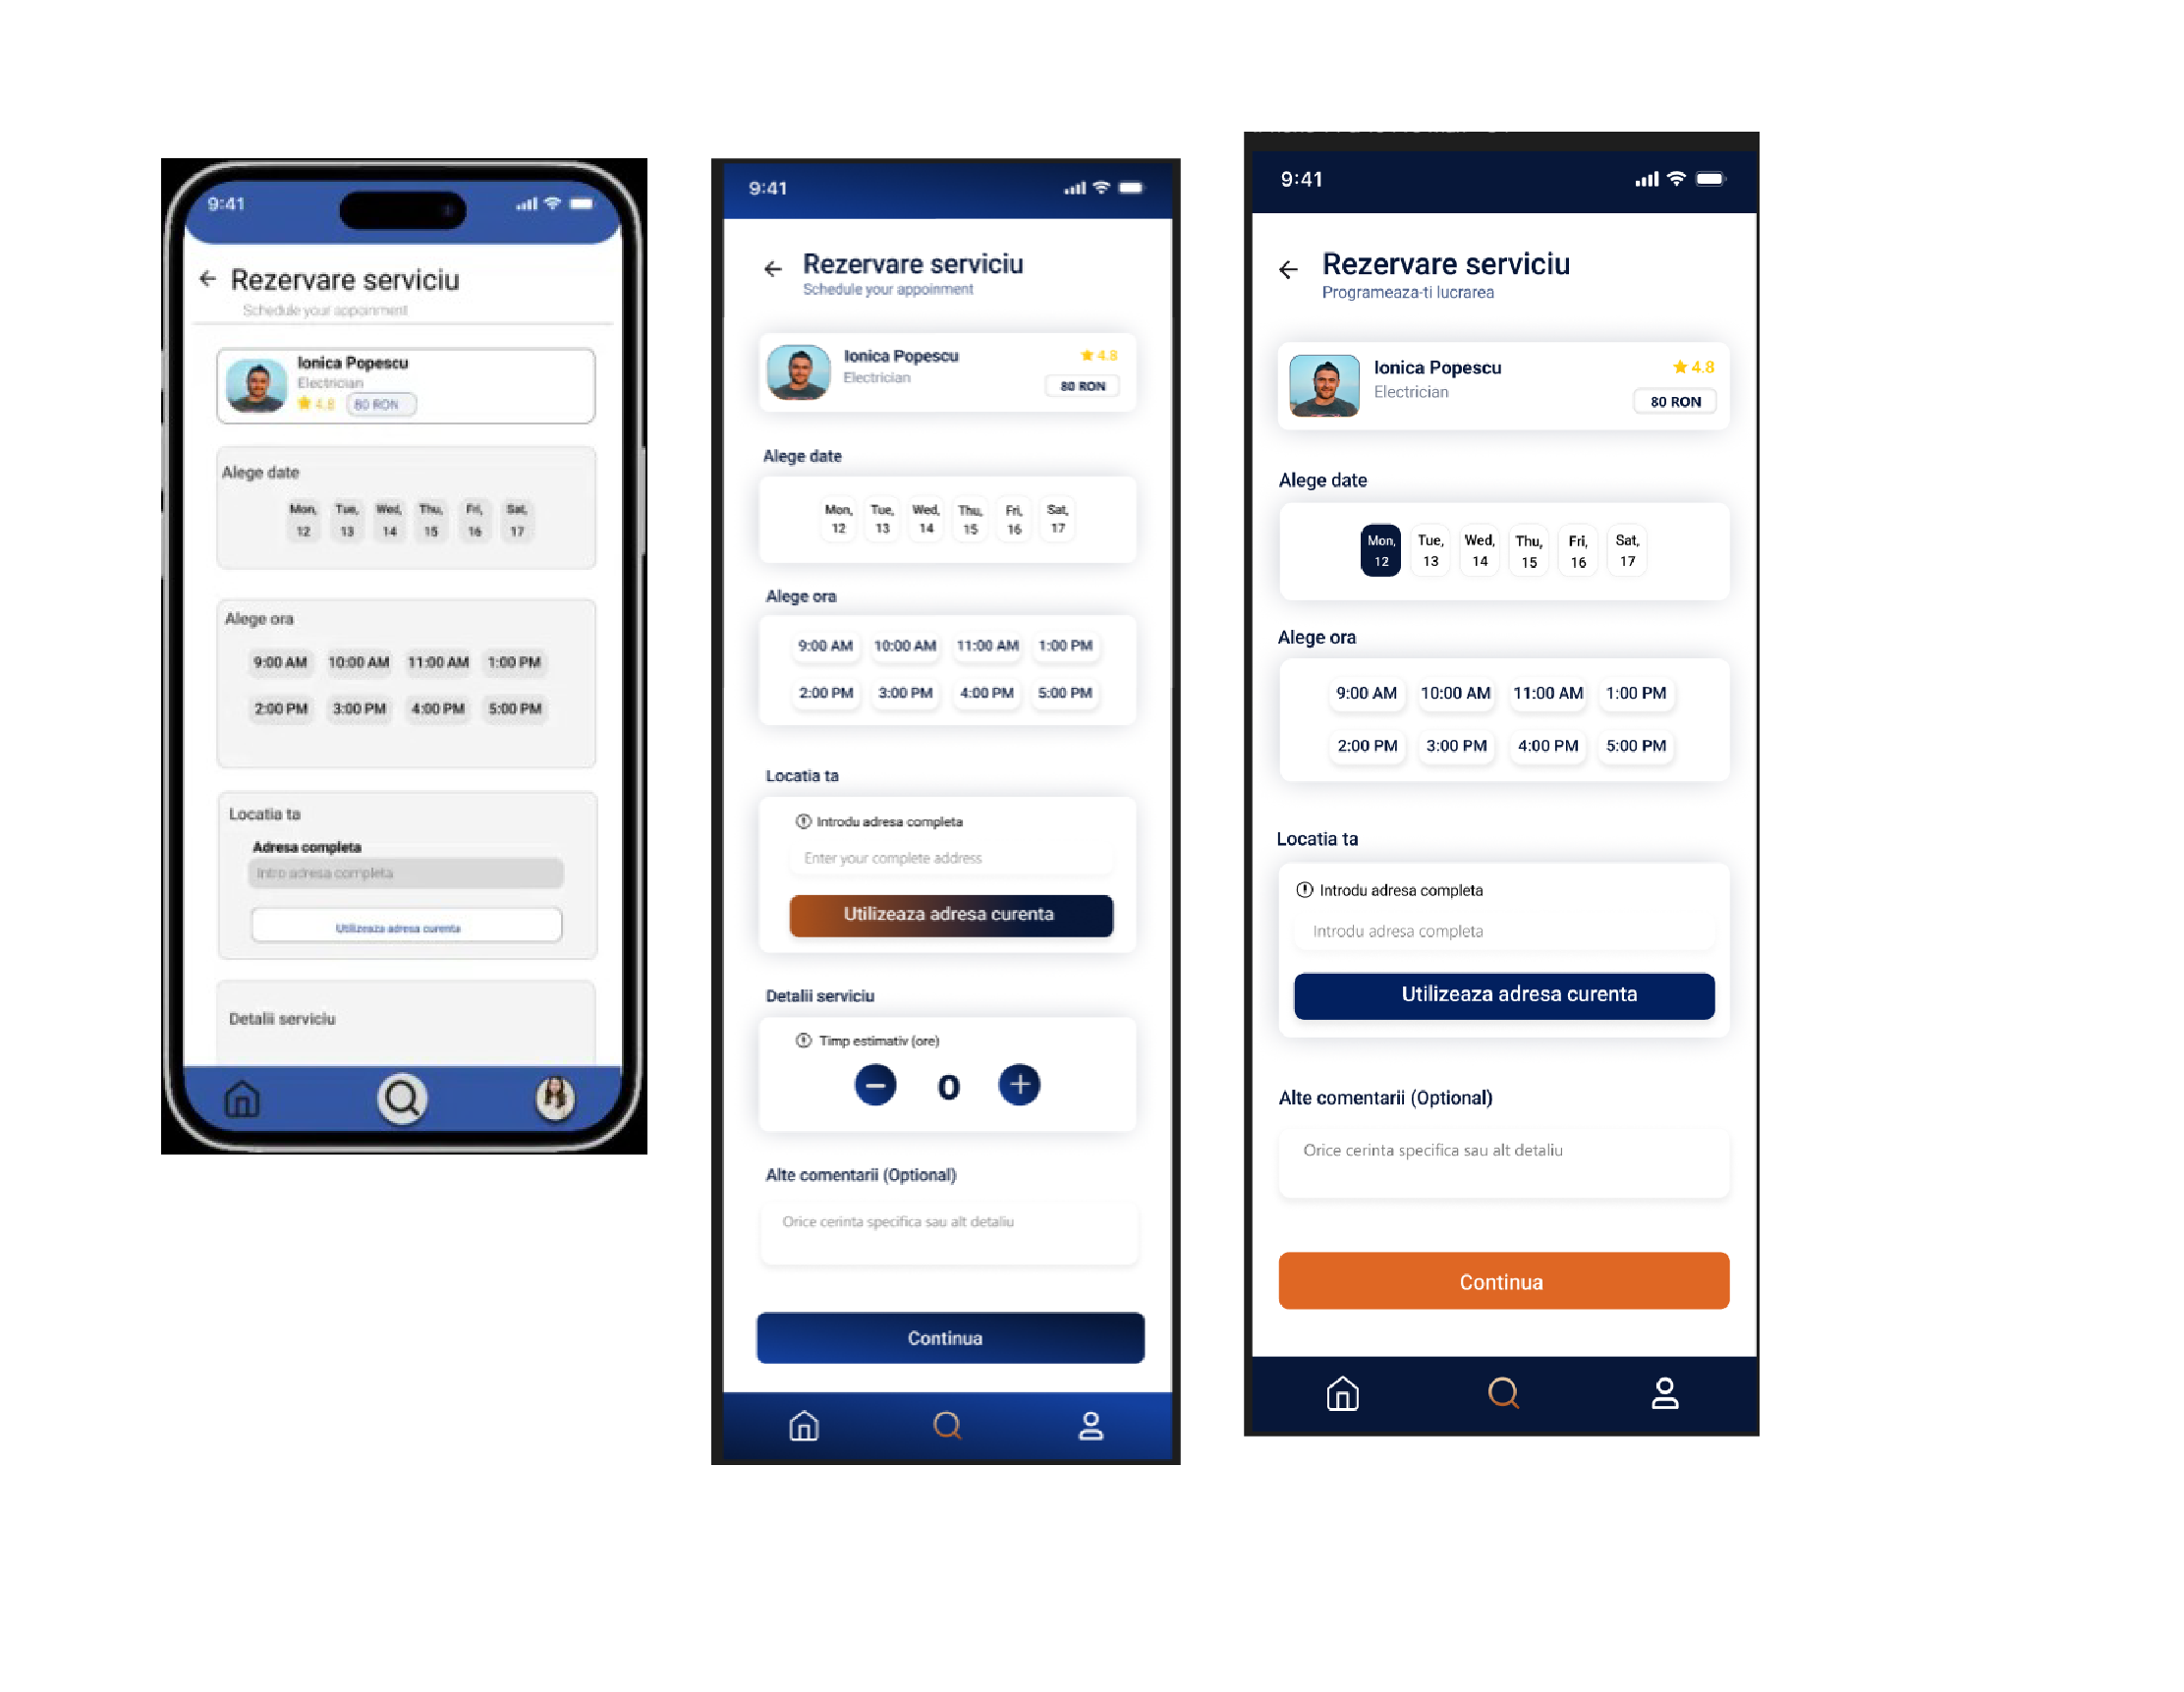 9:41
Rezervare serviciu
Schedule your appoinment
Ionica Popescu
Electrician
4.8 80 RON
Alege date
Mon, Tue, Wed, Thu, Fri, Sat,
12 13 14 15 16 17
Alege ora
9:00 AM 10:00 AM 11:00 AM 1:00 PM
2:00 PM 3:00 PM 4:00 PM 5:00 PM
Locatia ta
Adresa completa
Intro adresa completa
Utilizeaza adresa curenta
Detalii serviciu
9:41
Rezervare serviciu
Schedule your appoinment
Ionica Popescu 4.8
Electrician 80 RON
Alege date
Mon, Tue, Wed, Thu, Fri, Sat,
12 13 14 15 16 17
Alege ora
9:00 AM 10:00 AM 11:00 AM 1:00 PM
2:00 PM 3:00 PM 4:00 PM 5:00 PM
Locatia ta
Introdu adresa completa
Enter your complete address
Utilizeaza adresa curenta
Detalii serviciu
Timp estimativ (ore)
− 0 +
Alte comentarii (Optional)
Orice cerinta specifica sau alt detaliu
Continua
9:41
Rezervare serviciu
Programeaza-ti lucrarea
Ionica Popescu 4.8
Electrician 80 RON
Alege date
Mon, Tue, Wed, Thu, Fri, Sat,
12 13 14 15 16 17
Alege ora
9:00 AM 10:00 AM 11:00 AM 1:00 PM
2:00 PM 3:00 PM 4:00 PM 5:00 PM
Locatia ta
Introdu adresa completa
Introdu adresa completa
Utilizeaza adresa curenta
Alte comentarii (Optional)
Orice cerinta specifica sau alt detaliu
Continua